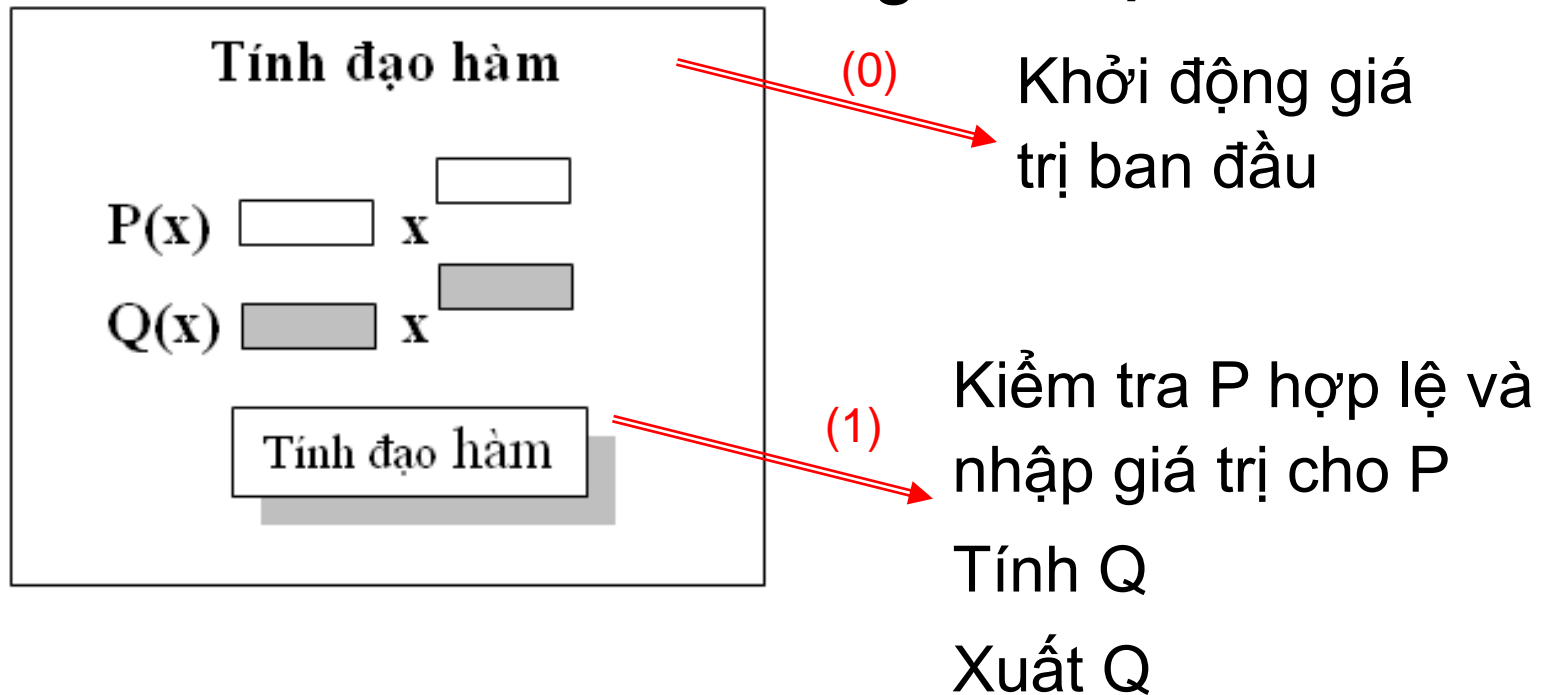 Tính đạo hàm
(0)
Khởi động giá
trị ban đầu
P(x) x
Q(x) x
Tính đạo hàm
(1)
Kiểm tra P hợp lệ và
nhập giá trị cho P
Tính Q
Xuất Q